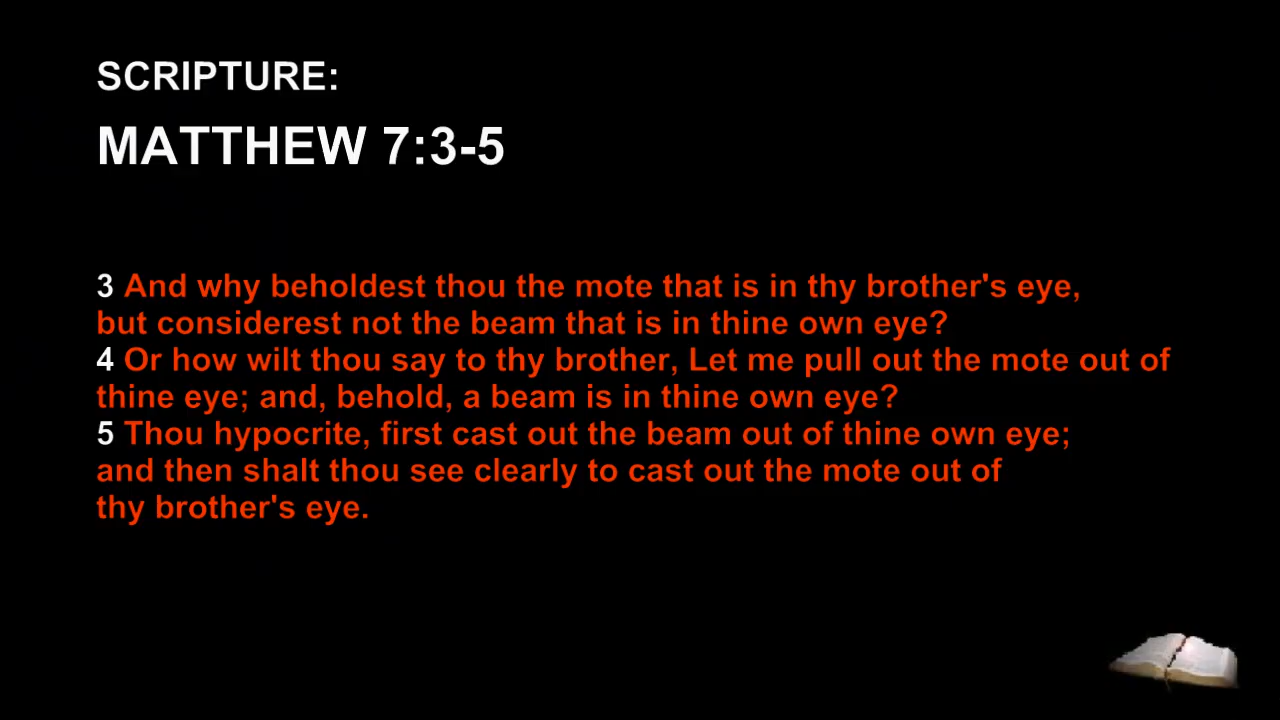 SCRIPTURE:
MATTHEW 7:3-5
3 And why beholdest thou the mote that is in thy brother's eye,
but considerest not the beam that is in thine own eye?
4 Or how wilt thou say to thy brother, Let me pull out the mote out of
thine eye; and, behold, a beam is in thine own eye?
5 Thou hypocrite, first cast out the beam out of thine own eye;
and then shalt thou see clearly to cast out the mote out of
thy brother's eye.